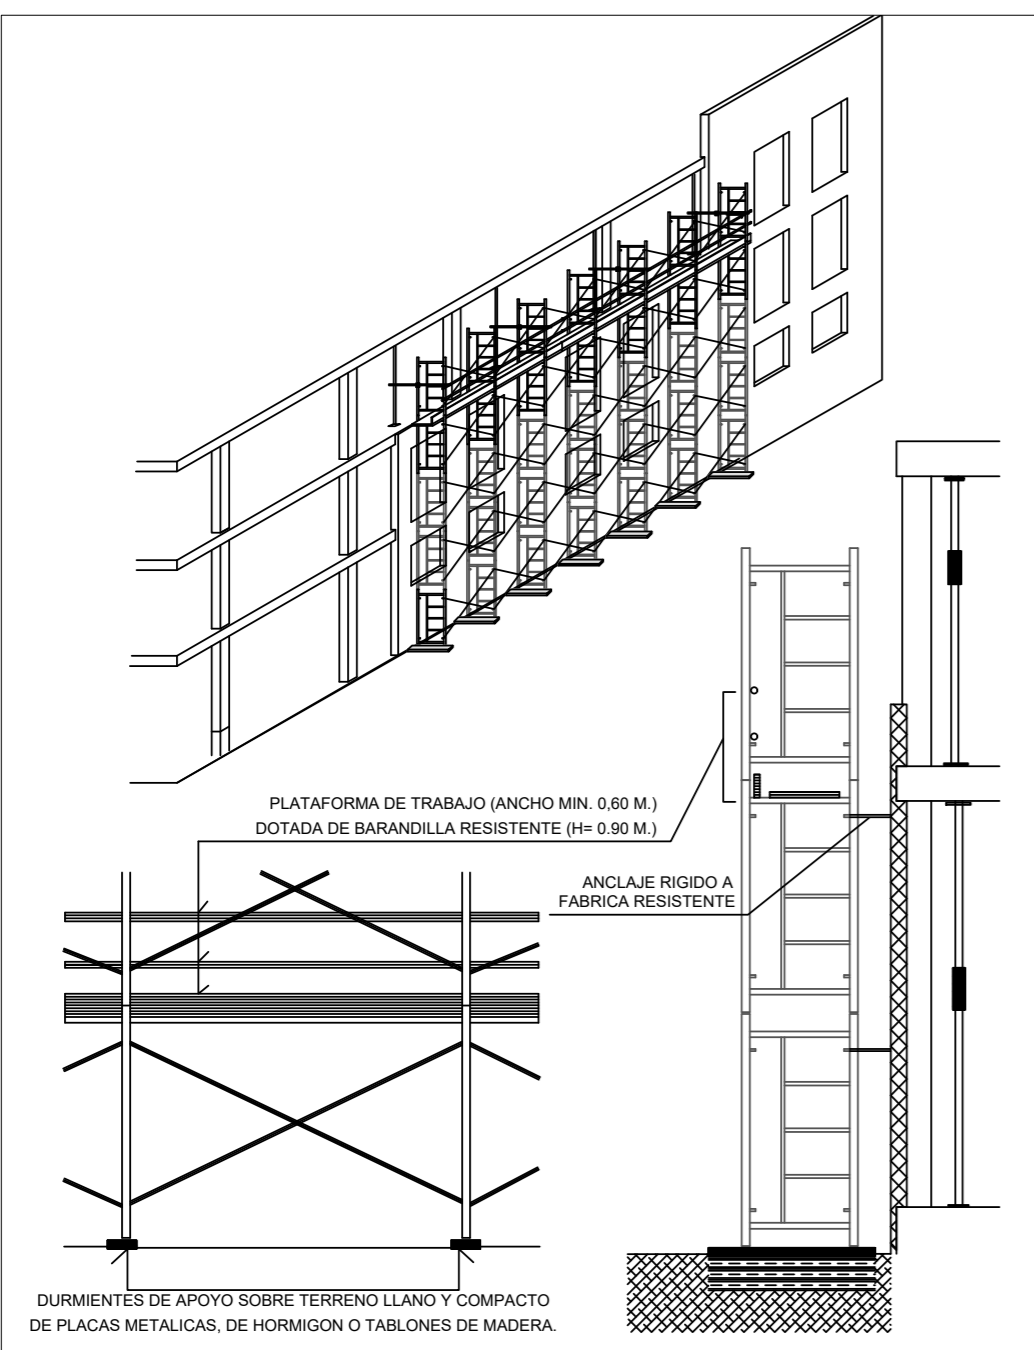 PLATAFORMA DE TRABAJO (ANCHO MIN. 0,60 M.)
DOTADA DE BARANDILLA RESISTENTE (H= 0.90 M.)
ANCLAJE RIGIDO A
FABRICA RESISTENTE
DURMIENTES DE APOYO SOBRE TERRENO LLANO Y COMPACTO
DE PLACAS METALICAS, DE HORMIGON O TABLONES DE MADERA.